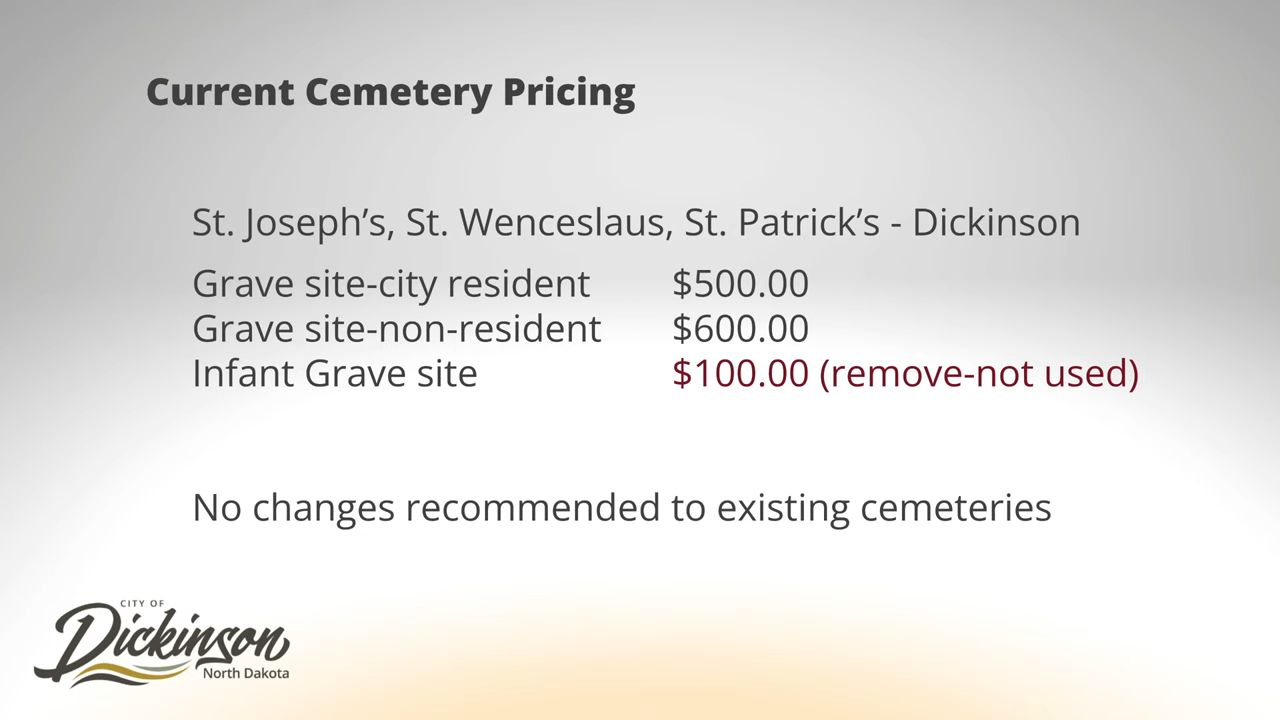 Current Cemetery Pricing
St. Joseph’s, St. Wenceslaus, St. Patrick’s - Dickinson
Grave site-city resident $500.00
Grave site-non-resident $600.00
Infant Grave site $100.00 (remove-not used)
No changes recommended to existing cemeteries
CITY OF
Dickinson
North Dakota